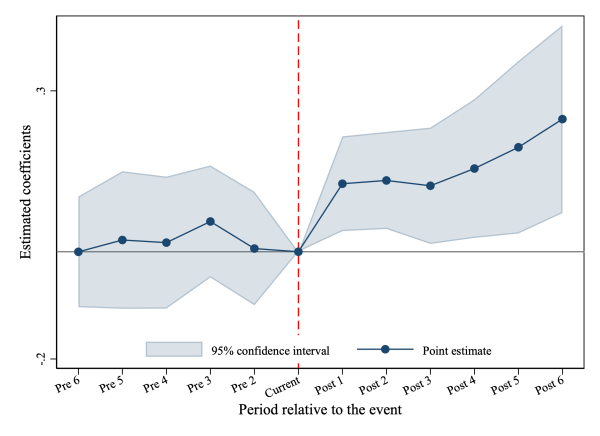 Estimated coefficients
.3
-.2
95% confidence interval
Point estimate
Pre 6
Pre 5
Pre 4
Pre 3
Pre 2
Current
Post 1
Post 2
Post 3
Post 4
Post 5
Post 6
Period relative to the event